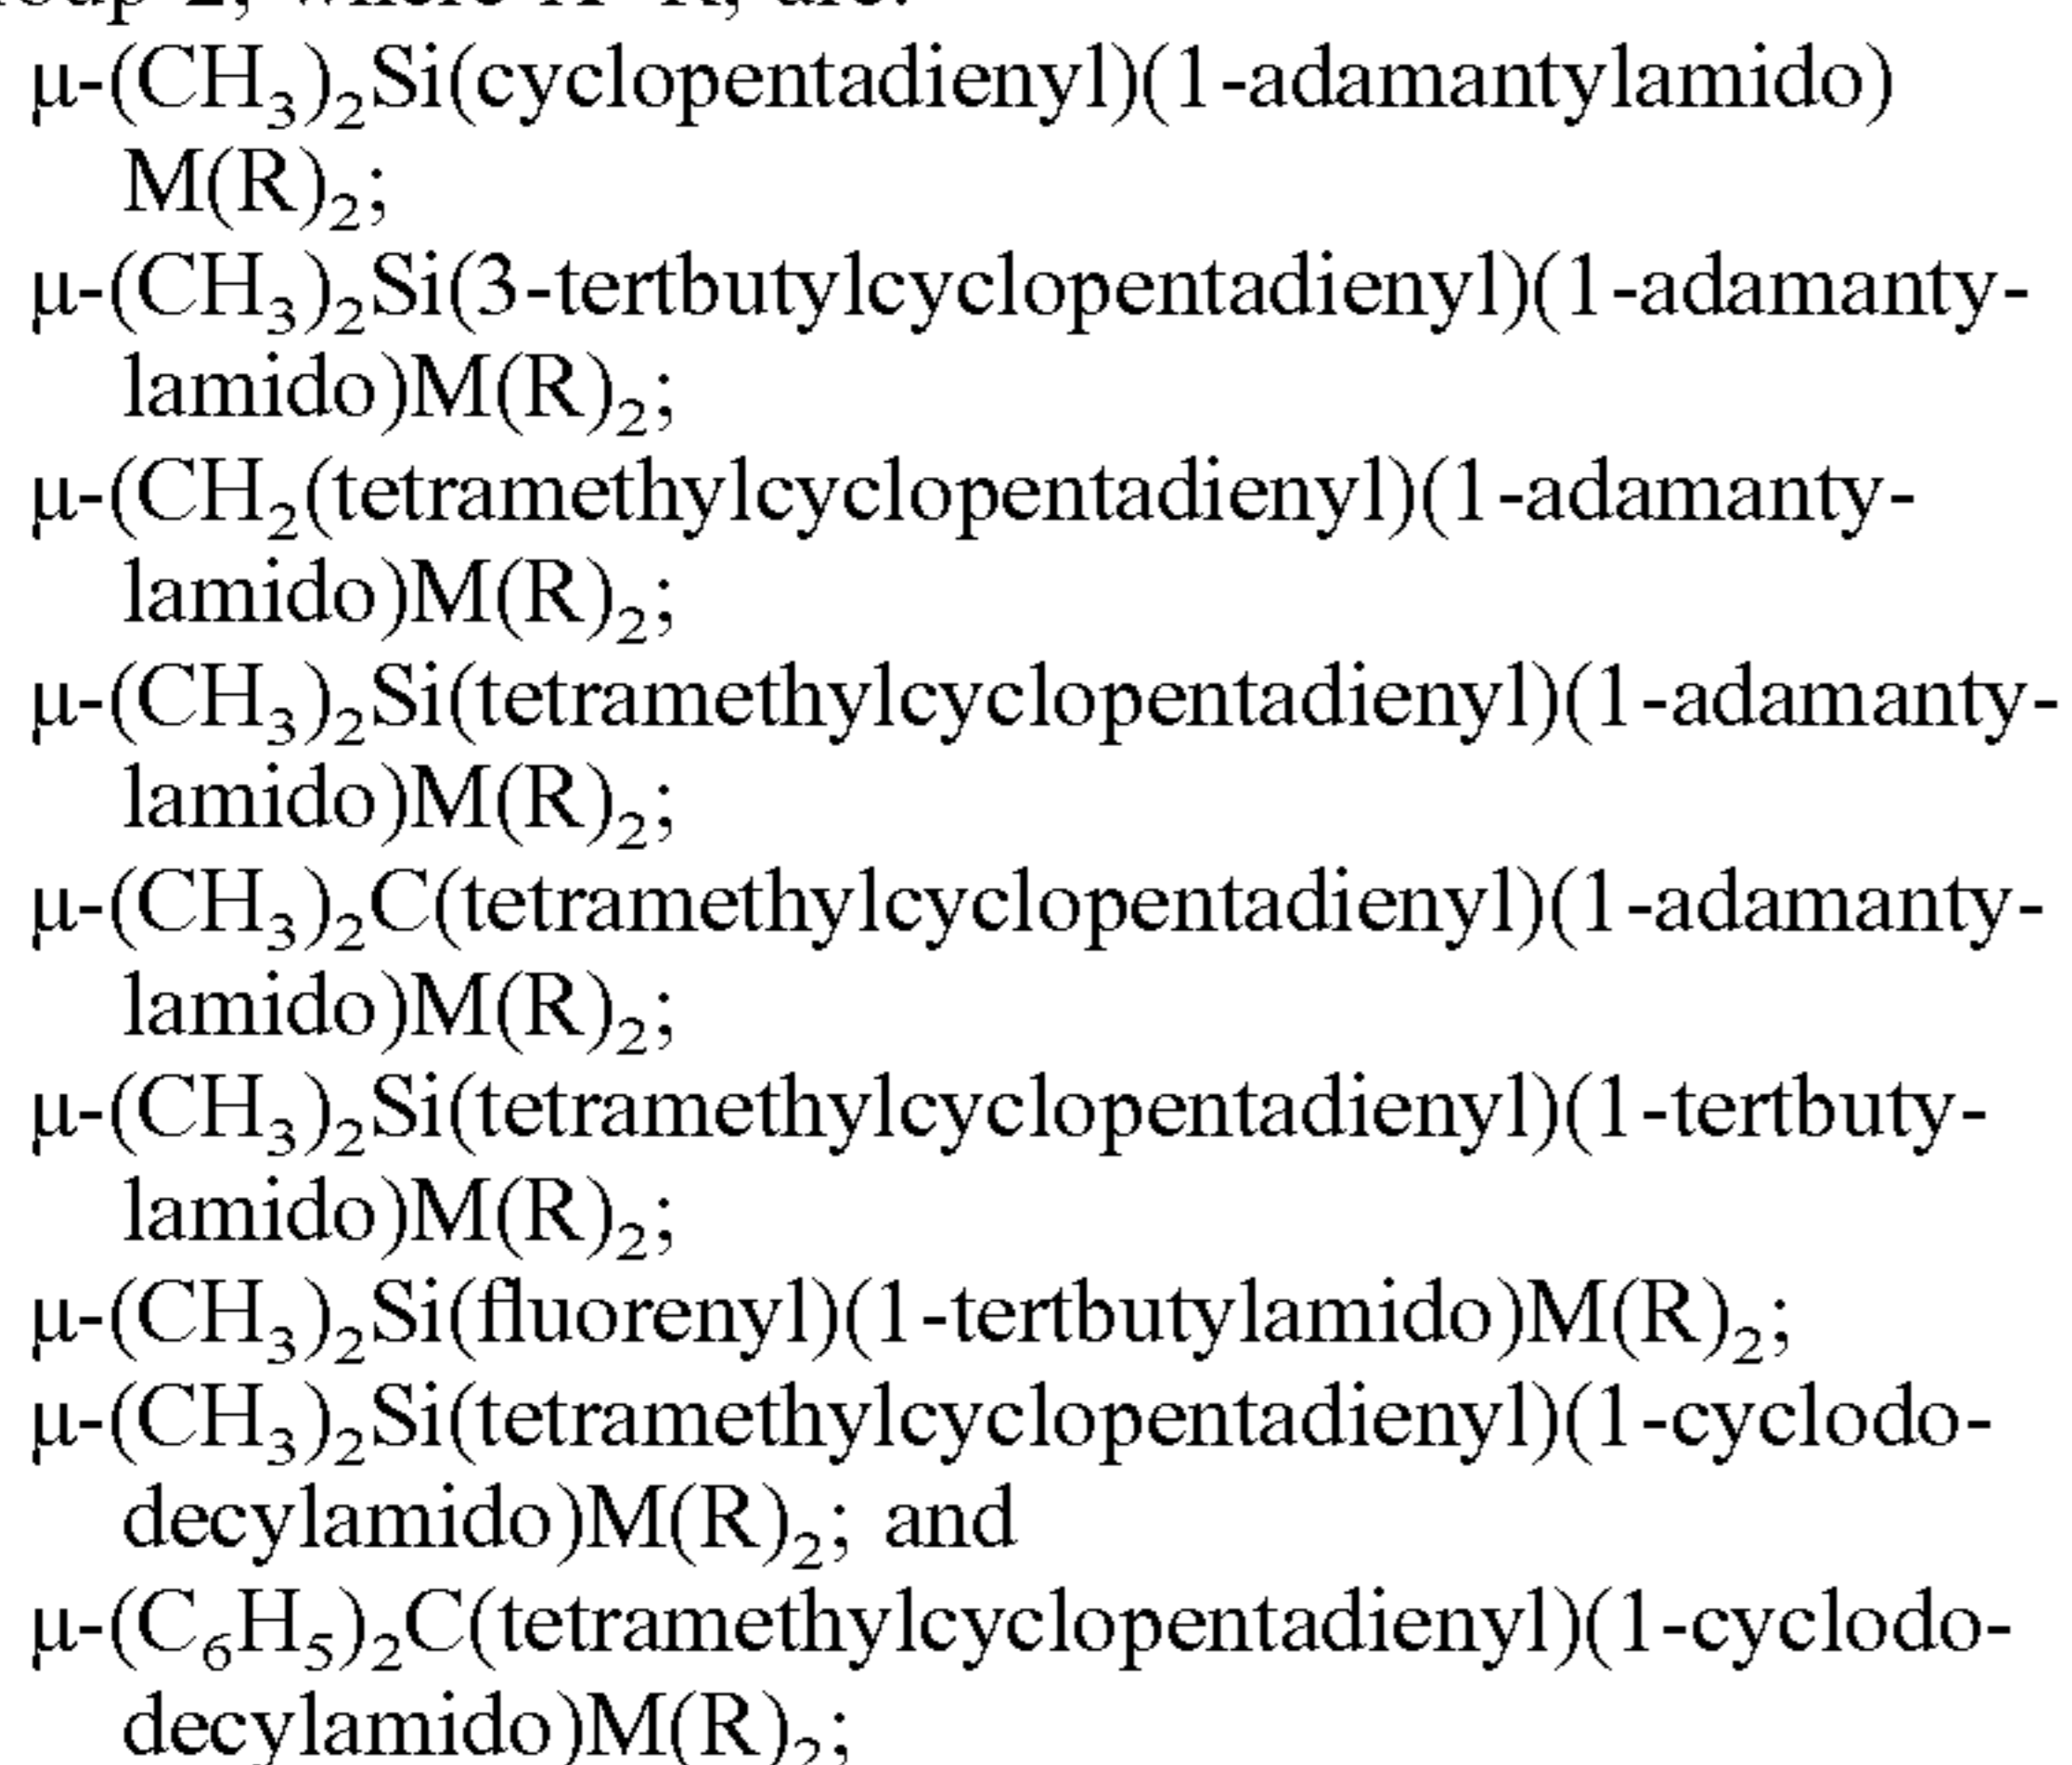 μ-(CH₃)₂Si(cyclopentadienyl)(1-adamantylamido)
M(R)₂;
μ-(CH₃)₂Si(3-tertbutylcyclopentadienyl)(1-adamanty-
lamido)M(R)₂;
μ-(CH₂(tetramethylcyclopentadienyl)(1-adamanty-
lamido)M(R)₂;
μ-(CH₃)₂Si(tetramethylcyclopentadienyl)(1-adamanty-
lamido)M(R)₂;
μ-(CH₃)₂C(tetramethylcyclopentadienyl)(1-adamanty-
lamido)M(R)₂;
μ-(CH₃)₂Si(tetramethylcyclopentadienyl)(1-tertbuty-
lamido)M(R)₂;
μ-(CH₃)₂Si(fluorenyl)(1-tertbutylamido)M(R)₂;
μ-(CH₃)₂Si(tetramethylcyclopentadienyl)(1-cyclodo-
decylamido)M(R)₂; and
μ-(C₆H₅)₂C(tetramethylcyclopentadienyl)(1-cyclodo-
decylamido)M(R)₂;